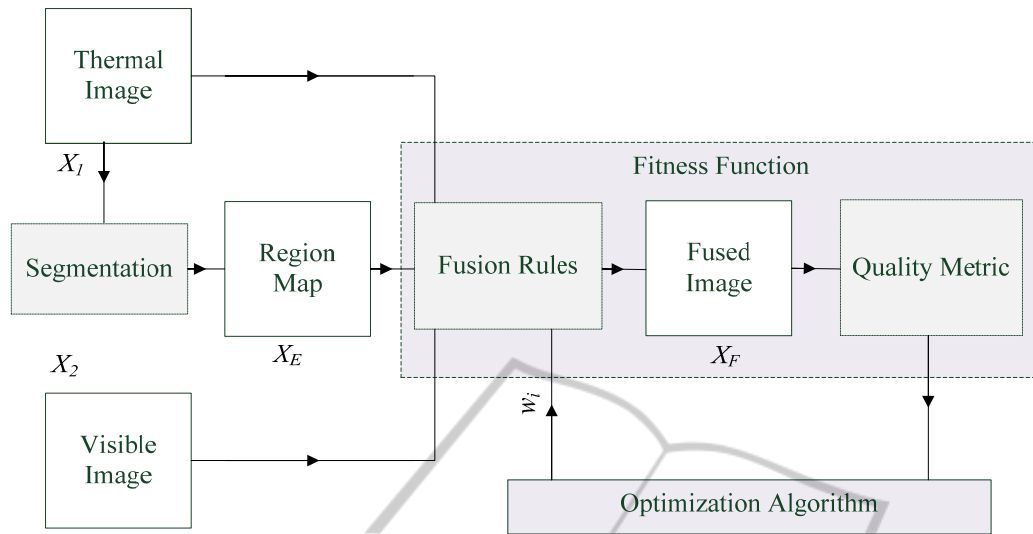 Thermal
Image
X1
Fitness Function
Segmentation
Region
Map
Fusion Rules
Fused
Image
Quality Metric
XE
XF
X2
wi
Visible
Image
Optimization Algorithm